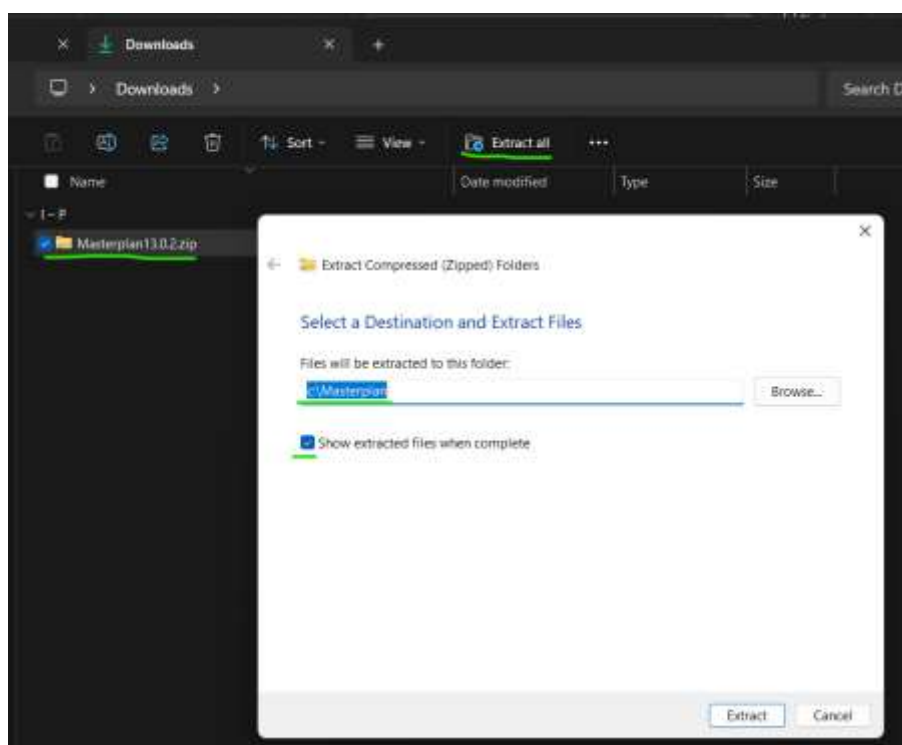 Downloads
Downloads
Sort View Extract all
Name Date modified Type Size
I - P
Masterplan13.0.2.zip
Extract Compressed (Zipped) Folders
Select a Destination and Extract Files
Files will be extracted to this folder:
c:\Masterplan Browse...
Show extracted files when complete
Extract Cancel